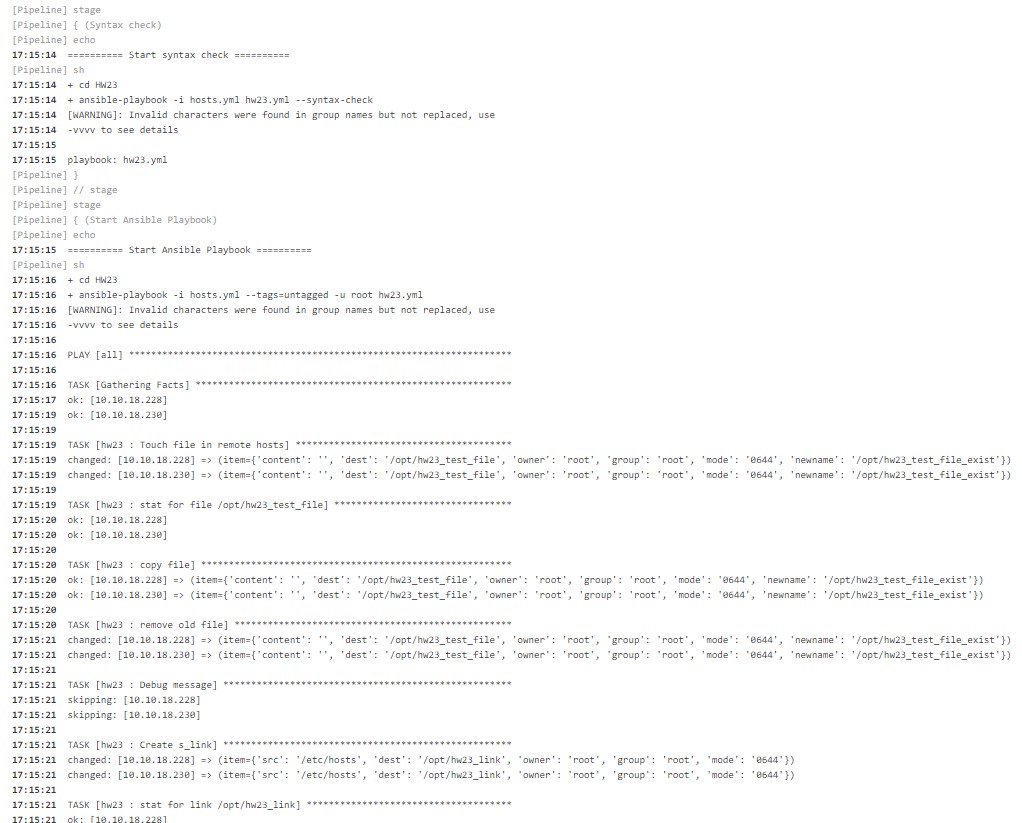 [Pipeline] stage
[Pipeline] { (Syntax check)
[Pipeline] echo
17:15:14 ========== Start syntax check ==========
[Pipeline] sh
17:15:14 + cd HW23
17:15:14 + ansible-playbook -i hosts.yml hw23.yml --syntax-check
17:15:14 [WARNING]: Invalid characters were found in group names but not replaced, use
17:15:14 -vvvv to see details
17:15:15
17:15:15 playbook: hw23.yml
[Pipeline] }
[Pipeline] // stage
[Pipeline] stage
[Pipeline] { (Start Ansible Playbook)
[Pipeline] echo
17:15:15 ========== Start Ansible Playbook ==========
[Pipeline] sh
17:15:16 + cd HW23
17:15:16 + ansible-playbook -i hosts.yml --tags=untagged -u root hw23.yml
17:15:16 [WARNING]: Invalid characters were found in group names but not replaced, use
17:15:16 -vvvv to see details
17:15:16
17:15:16 PLAY [all] *********************************************************************
17:15:16
17:15:16 TASK [Gathering Facts] *********************************************************
17:15:17 ok: [10.10.18.228]
17:15:19 ok: [10.10.18.230]
17:15:19
17:15:19 TASK [hw23 : Touch file in remote hosts] ***************************************
17:15:19 changed: [10.10.18.228] => (item={'content': '', 'dest': '/opt/hw23_test_file', 'owner': 'root', 'group': 'root', 'mode': '0644', 'newname': '/opt/hw23_test_file_exist'})
17:15:19 changed: [10.10.18.230] => (item={'content': '', 'dest': '/opt/hw23_test_file', 'owner': 'root', 'group': 'root', 'mode': '0644', 'newname': '/opt/hw23_test_file_exist'})
17:15:19
17:15:19 TASK [hw23 : stat for file /opt/hw23_test_file] ********************************
17:15:20 ok: [10.10.18.228]
17:15:20 ok: [10.10.18.230]
17:15:20
17:15:20 TASK [hw23 : copy file] ********************************************************
17:15:20 ok: [10.10.18.228] => (item={'content': '', 'dest': '/opt/hw23_test_file', 'owner': 'root', 'group': 'root', 'mode': '0644', 'newname': '/opt/hw23_test_file_exist'})
17:15:20 ok: [10.10.18.230] => (item={'content': '', 'dest': '/opt/hw23_test_file', 'owner': 'root', 'group': 'root', 'mode': '0644', 'newname': '/opt/hw23_test_file_exist'})
17:15:20
17:15:20 TASK [hw23 : remove old file] **************************************************
17:15:21 changed: [10.10.18.228] => (item={'content': '', 'dest': '/opt/hw23_test_file', 'owner': 'root', 'group': 'root', 'mode': '0644', 'newname': '/opt/hw23_test_file_exist'})
17:15:21 changed: [10.10.18.230] => (item={'content': '', 'dest': '/opt/hw23_test_file', 'owner': 'root', 'group': 'root', 'mode': '0644', 'newname': '/opt/hw23_test_file_exist'})
17:15:21
17:15:21 TASK [hw23 : Debug message] ****************************************************
17:15:21 skipping: [10.10.18.228]
17:15:21 skipping: [10.10.18.230]
17:15:21
17:15:21 TASK [hw23 : Create s_link] ****************************************************
17:15:21 changed: [10.10.18.228] => (item={'src': '/etc/hosts', 'dest': '/opt/hw23_link', 'owner': 'root', 'group': 'root', 'mode': '0644'})
17:15:21 changed: [10.10.18.230] => (item={'src': '/etc/hosts', 'dest': '/opt/hw23_link', 'owner': 'root', 'group': 'root', 'mode': '0644'})
17:15:21
17:15:21 TASK [hw23 : stat for link /opt/hw23_link] *************************************
17:15:21 ok: [10.10.18.228]